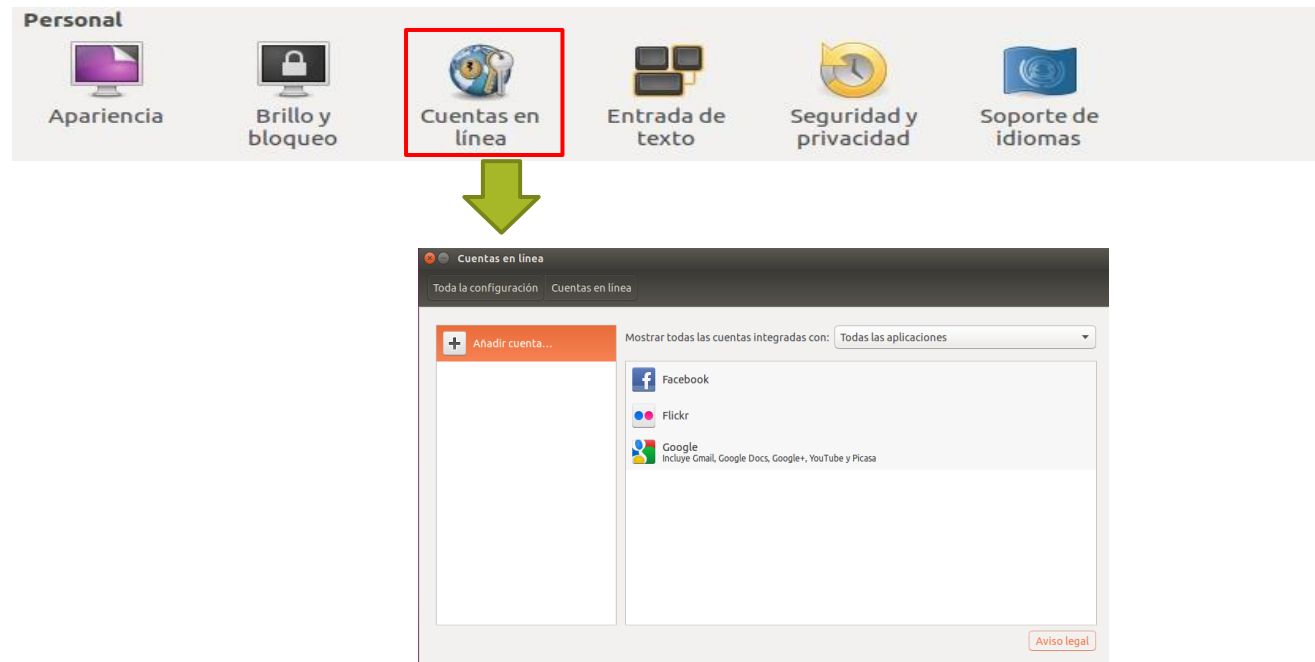 Personal
Apariencia
Brillo y
bloqueo
Cuentas en
línea
Entrada de
texto
Seguridad y
privacidad
Soporte de
idiomas
Cuentas en línea
Toda la configuración Cuentas en línea
Añadir cuenta...
Mostrar todas las cuentas integradas con: Todas las aplicaciones
Facebook
Flickr
Google
Incluye Gmail, Google Docs, Google+, YouTube y Picasa
Aviso legal